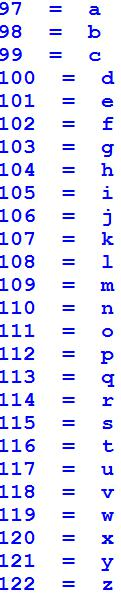 97 = a
98 = b
99 = c
100 = d
101 = e
102 = f
103 = g
104 = h
105 = i
106 = j
107 = k
108 = l
109 = m
110 = n
111 = o
112 = p
113 = q
114 = r
115 = s
116 = t
117 = u
118 = v
119 = w
120 = x
121 = y
122 = z